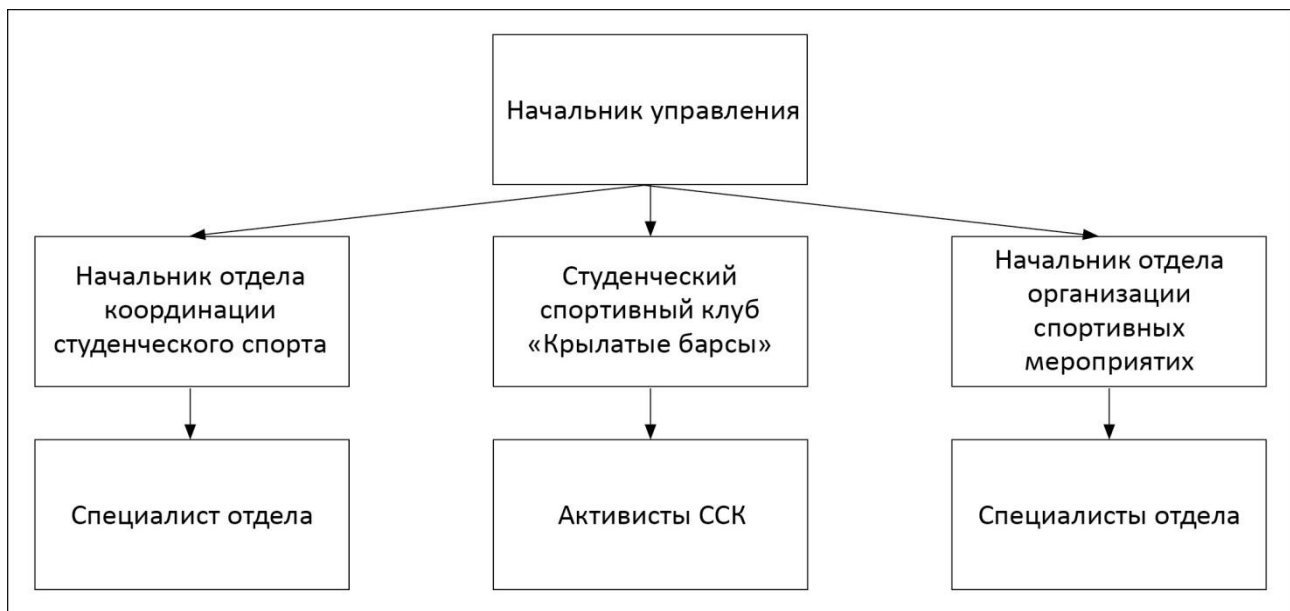 Начальник управления
Начальник отдела
координации
студенческого спорта
Студенческий
спортивный клуб
«Крылатые барсы»
Начальник отдела
организации
спортивных
мероприятих
Специалист отдела
Активисты ССК
Специалисты отдела